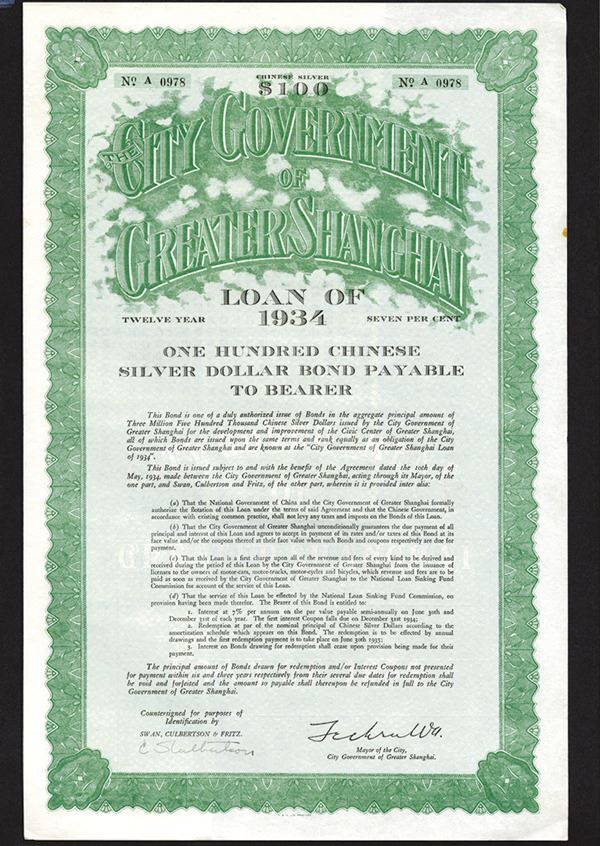 CHINESE SILVER
Nº A 0978 $100 Nº A 0978
THE CITY GOVERNMENT
OF
GREATER SHANGHAI
LOAN OF
TWELVE YEAR 1934 SEVEN PER CENT
ONE HUNDRED CHINESE
SILVER DOLLAR BOND PAYABLE
TO BEARER
This Bond is one of a duly authorized issue of Bonds in the aggregate principal amount of
Three Million Five Hundred Thousand Chinese Silver Dollars issued by the City Government of
Greater Shanghai for the development and improvement of the Civic Center of Greater Shanghai,
all of which Bonds are issued upon the same terms and rank equally as an obligation of the City
Government of Greater Shanghai and are known as the "City Government of Greater Shanghai Loan
of 1934".
This Bond is issued subject to and with the benefit of the Agreement dated the 10th day of
May, 1934, made between the City Government of Greater Shanghai, acting through its Mayor, of the
one part, and Swan, Culbertson and Fritz, of the other part, wherein it is provided inter alia:
(a) That the National Government of China and the City Government of Greater Shanghai formally
authorize the flotation of this Loan under the terms of said Agreement and that the Chinese Government, in
accordance with existing common practice, shall not levy any taxes and imposts on the Bonds of this Loan.
(b) That the City Government of Greater Shanghai unconditionally guarantees the due payment of all
principal and interest of this Loan and agrees to accept in payment of its rates and/or taxes of this Bond at its
face value and/or the coupons thereof at their face value when such Bonds and coupons respectively are due for
payment.
(c) That this Loan is a first charge upon all of the revenue and fees of every kind to be derived and
received during the period of this Loan by the City Government of Greater Shanghai from the issuance of
licenses to the owners of motor-cars, motor-trucks, motor-cycles and bicycles, which revenue and fees are to be
paid at soon as received by the City Government of Greater Shanghai to the National Loan Sinking Fund
Commission for account of the service of this Loan.
(d) That the service of this Loan be effected by the National Loan Sinking Fund Commission, on
provision having been made therefor. The Bearer of this Bond is entitled to:
1. Interest at 7% per annum on the par value payable semi-annually on June 30th and
December 31st of each year. The first interest Coupon falls due on December 31st 1934;
2. Redemption at par of the nominal principal of Chinese Silver Dollars according to the
amortization schedule which appears on this Bond. The redemption is to be effected by annual
drawings and the first redemption payment is to take place on June 30th 1935;
3. Interest on Bonds drawing for redemption shall cease upon provision being made for their
payment.
The principal amount of Bonds drawn for redemption and/or Interest Coupons not presented
for payment within six and three years respectively from their several due dates for redemption shall
be void and forfeited and the amount so payable shall thereupon be refunded in full to the City
Government of Greater Shanghai.
Countersigned for purposes of
Identification by
SWAN, CULBERTSON & FRITZ.
C S Culbertson
Mayor of the City,
City Government of Greater Shanghai.